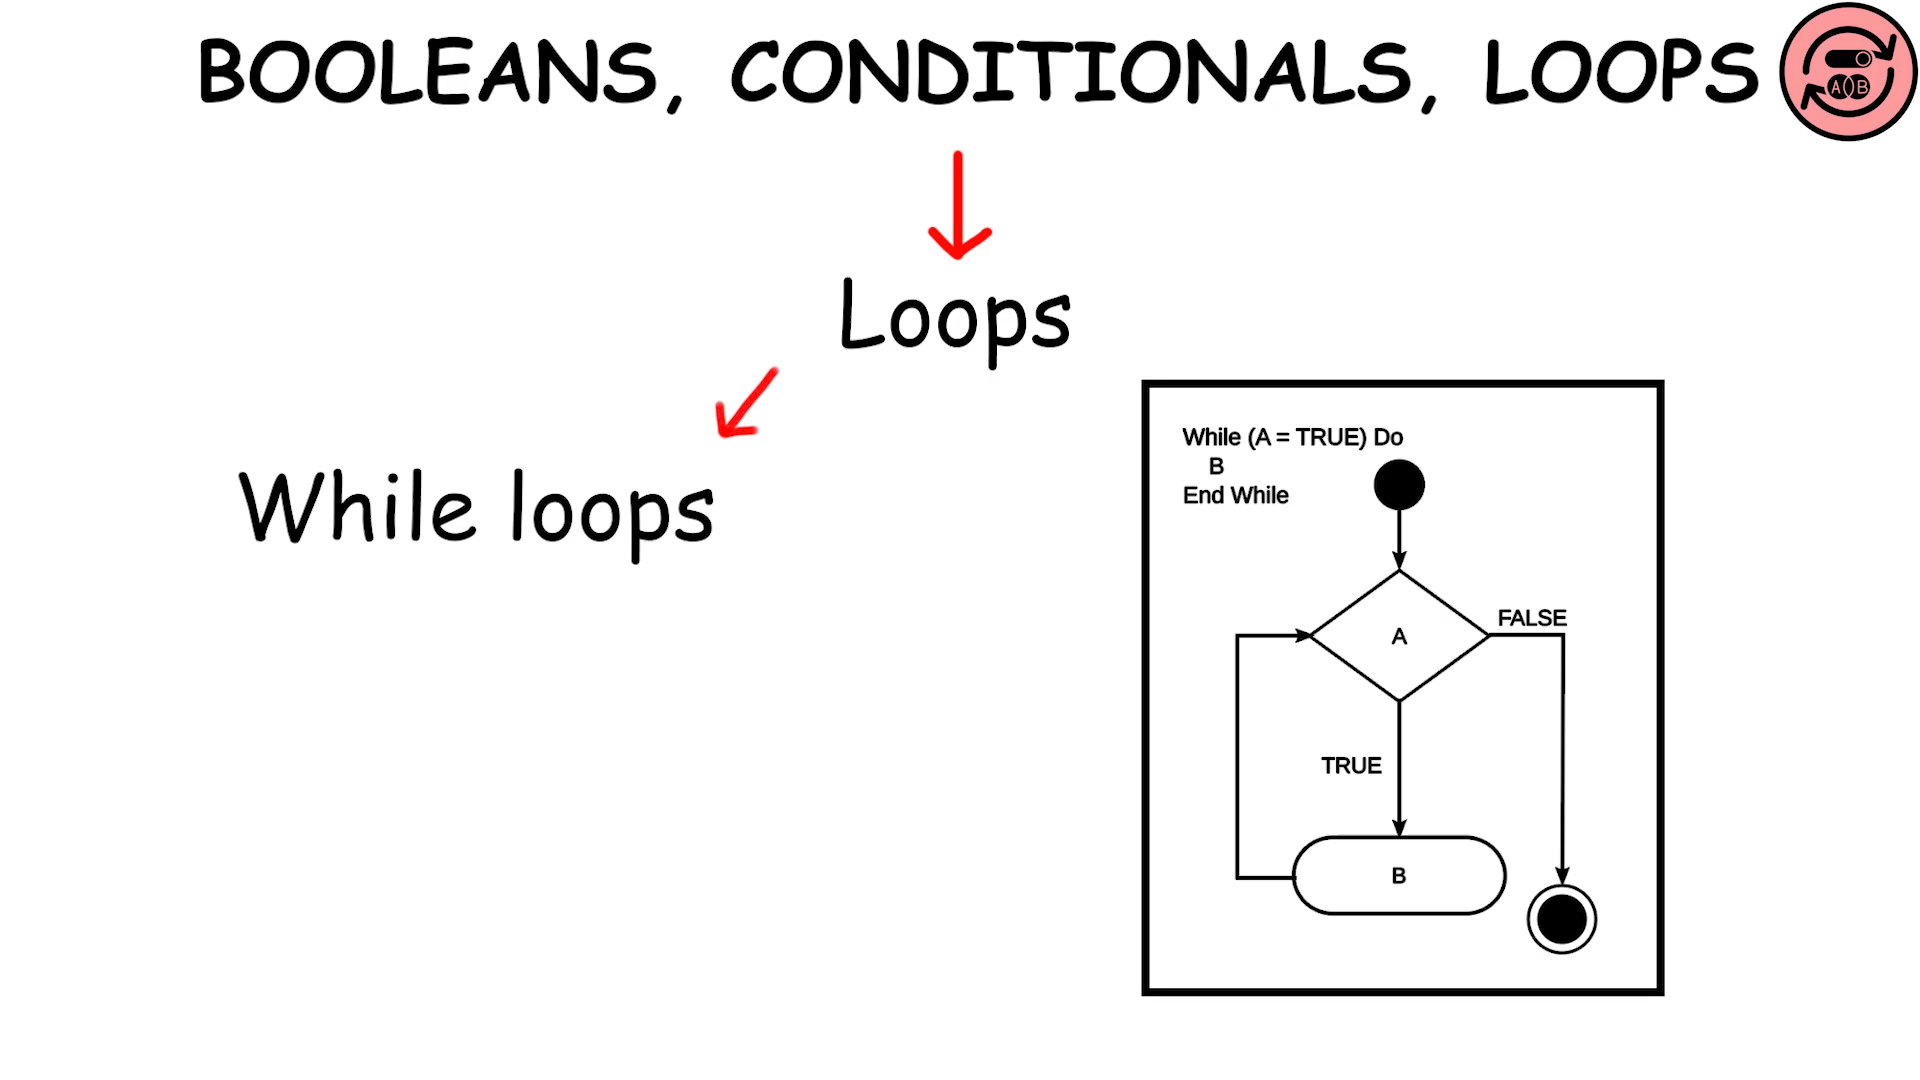 BOOLEANS, CONDITIONALS, LOOPS
A B
Loops
While loops
While (A = TRUE) Do
B
End While
A
FALSE
TRUE
B